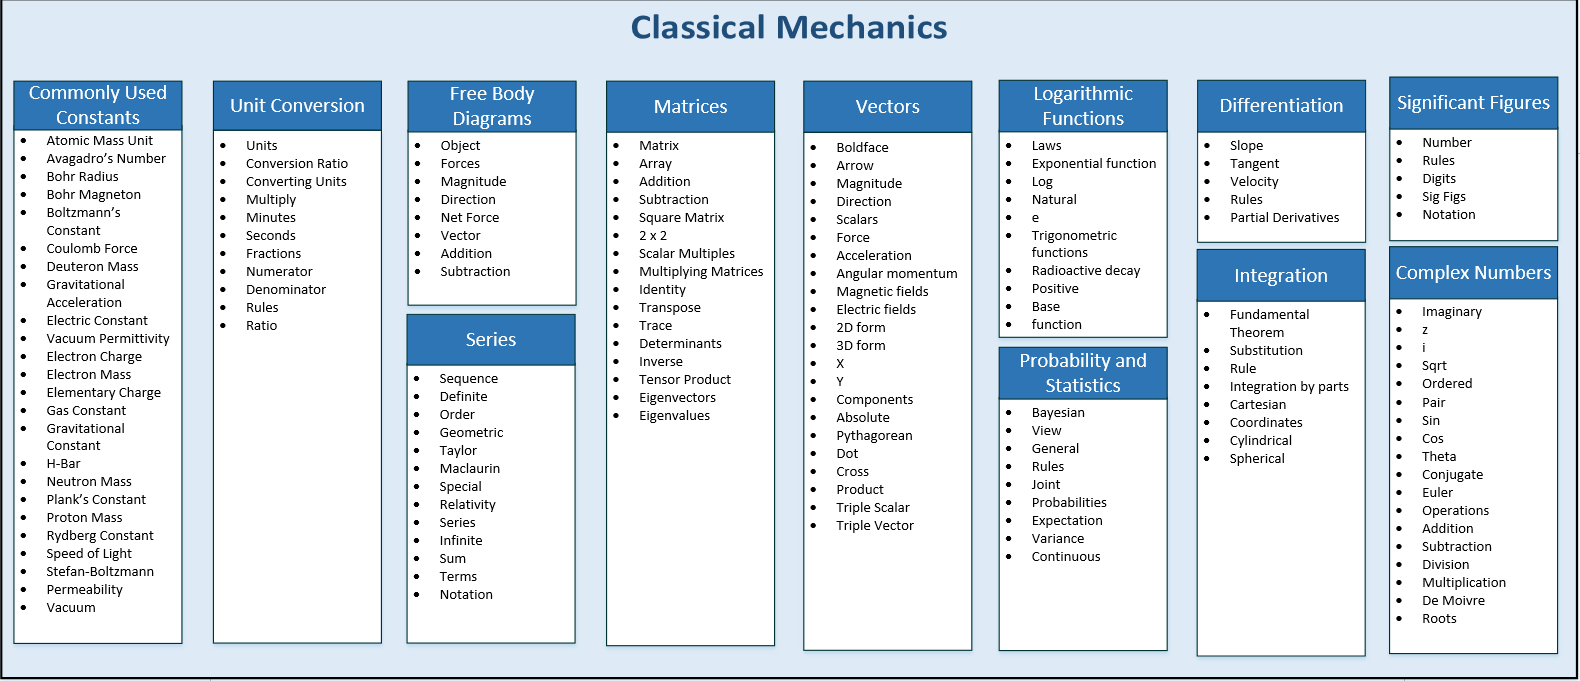 Classical Mechanics
Commonly Used
Constants
Atomic Mass Unit
Avagadro's Number
Bohr Radius
Bohr Magneton
Boltzmann's
Constant
Coulomb Force
Deuteron Mass
Gravitational
Acceleration
Electric Constant
Vacuum Permittivity
Electron Charge
Electron Mass
Elementary Charge
Gas Constant
Gravitational
Constant
H-Bar
Neutron Mass
Plank's Constant
Proton Mass
Rydberg Constant
Speed of Light
Stefan-Boltzmann
Permeability
Vacuum
Unit Conversion
Units
Conversion Ratio
Converting Units
Multiply
Minutes
Seconds
Fractions
Numerator
Denominator
Rules
Ratio
Free Body
Diagrams
Object
Forces
Magnitude
Direction
Net Force
Vector
Addition
Subtraction
Series
Sequence
Definite
Order
Geometric
Taylor
Maclaurin
Special
Relativity
Series
Infinite
Sum
Terms
Notation
Matrices
Matrix
Array
Addition
Subtraction
Square Matrix
2 x 2
Scalar Multiples
Multiplying Matrices
Identity
Transpose
Trace
Determinants
Inverse
Tensor Product
Eigenvectors
Eigenvalues
Vectors
Boldface
Arrow
Magnitude
Direction
Scalars
Force
Acceleration
Angular momentum
Magnetic fields
Electric fields
2D form
3D form
X
Y
Components
Absolute
Pythagorean
Dot
Cross
Product
Triple Scalar
Triple Vector
Logarithmic
Functions
Laws
Exponential function
Log
Natural
e
Trigonometric
functions
Radioactive decay
Positive
Base
function
Probability and
Statistics
Bayesian
View
General
Rules
Joint
Probabilities
Expectation
Variance
Continuous
Differentiation
Slope
Tangent
Velocity
Rules
Partial Derivatives
Integration
Fundamental
Theorem
Substitution
Rule
Integration by parts
Cartesian
Coordinates
Cylindrical
Spherical
Significant Figures
Number
Rules
Digits
Sig Figs
Notation
Complex Numbers
Imaginary
z
i
Sqrt
Ordered
Pair
Sin
Cos
Theta
Conjugate
Euler
Operations
Addition
Subtraction
Division
Multiplication
De Moivre
Roots